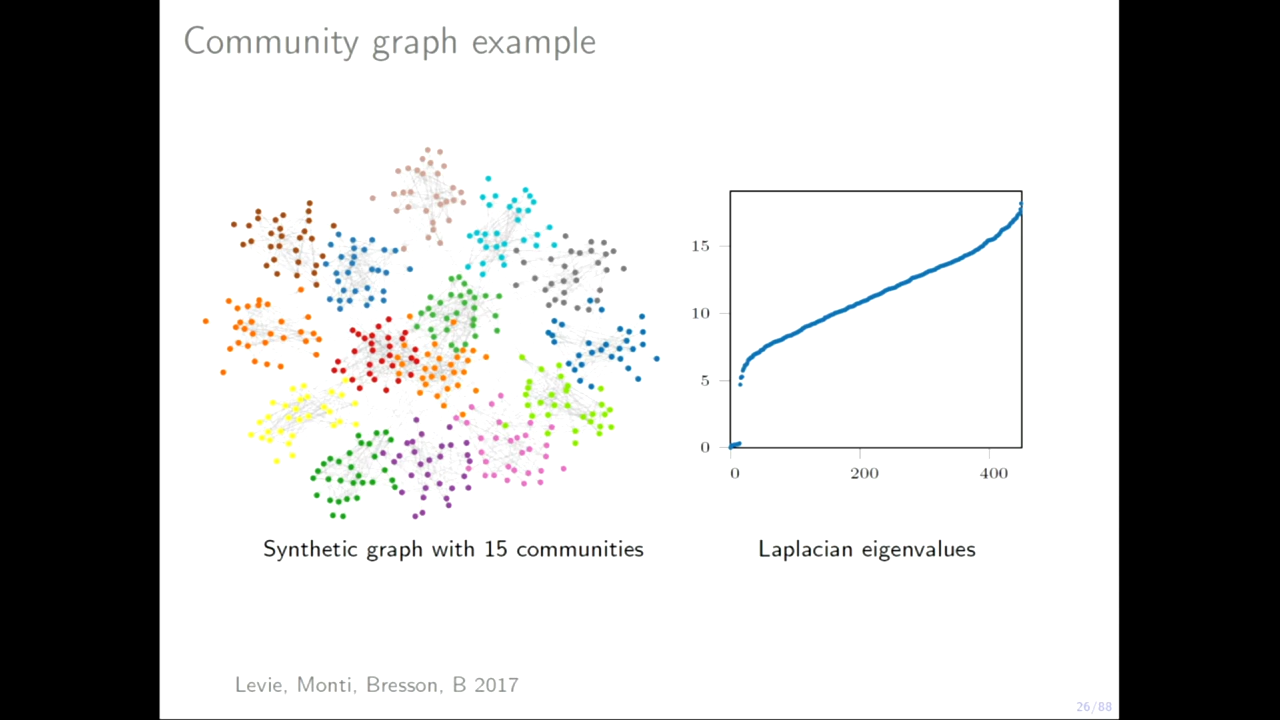 Community graph example
15
10
5
0
0 200 400
Synthetic graph with 15 communities
Laplacian eigenvalues
Levie, Monti, Bresson, B 2017
26/88